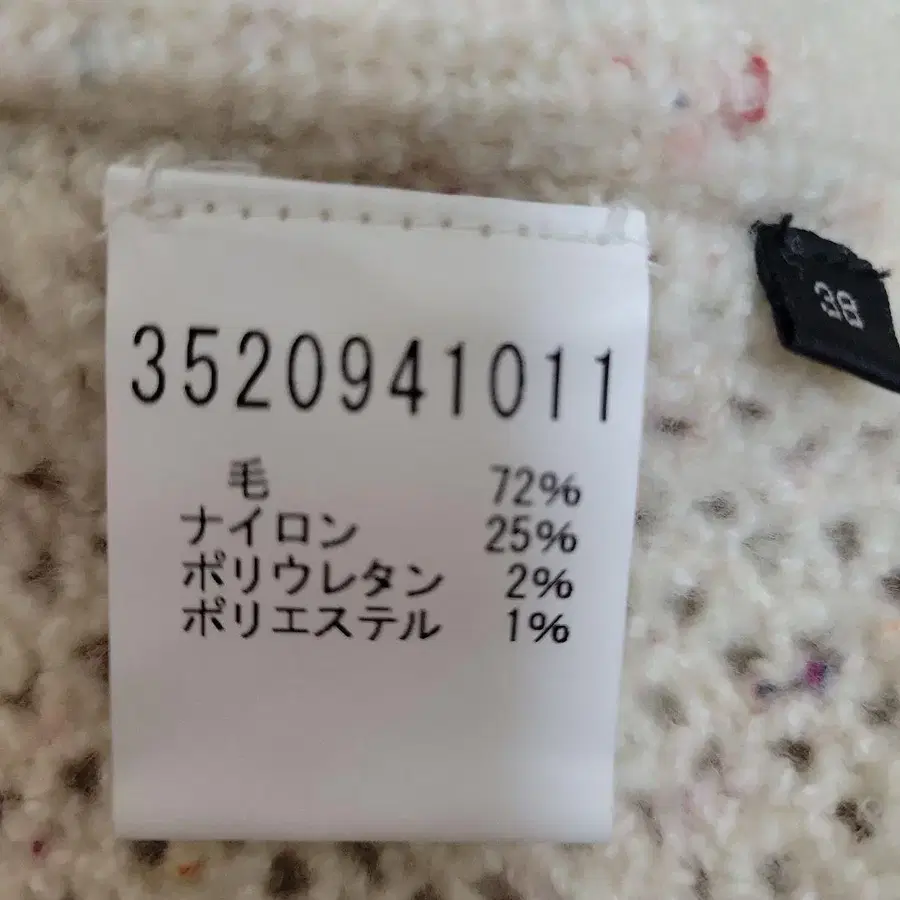 3520941011
毛 72%
ナイロン 25%
ポリウレタン 2%
ポリエステル 1%
38